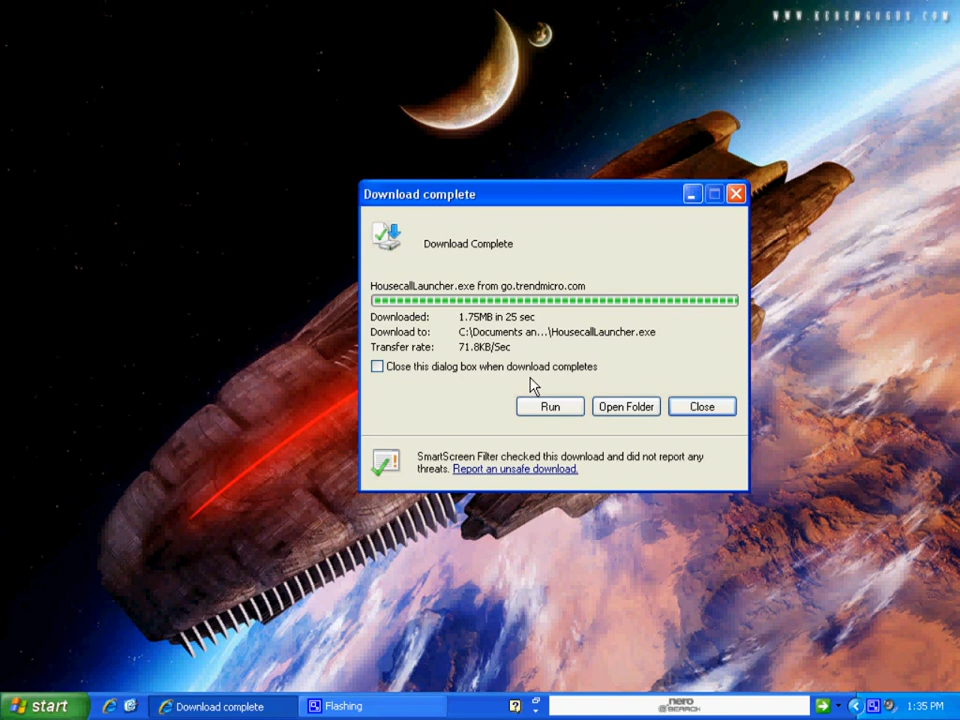 WWW.KEREMGOGUS.COM
Download complete
Download Complete
HousecallLauncher.exe from go.trendmicro.com
Downloaded: 1.75MB in 25 sec
Download to: C:\Documents an...\HousecallLauncher.exe
Transfer rate: 71.8KB/Sec
Close this dialog box when download completes
Run Open Folder Close
SmartScreen Filter checked this download and did not report any
threats. Report an unsafe download.
start Download complete Flashing nero SEARCH 1:35 PM